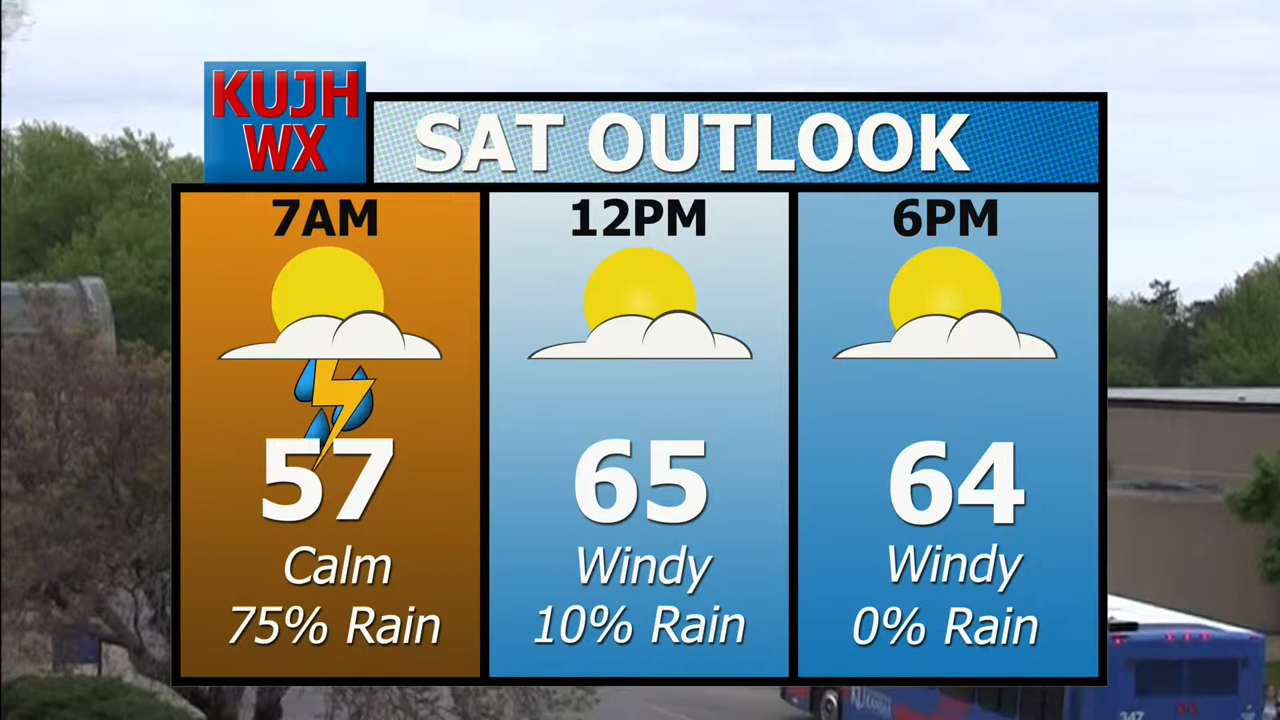 KUJH
WX
SAT OUTLOOK
7AM
12PM
6PM
57
65
64
Calm
Windy
Windy
75% Rain
10% Rain
0% Rain
347